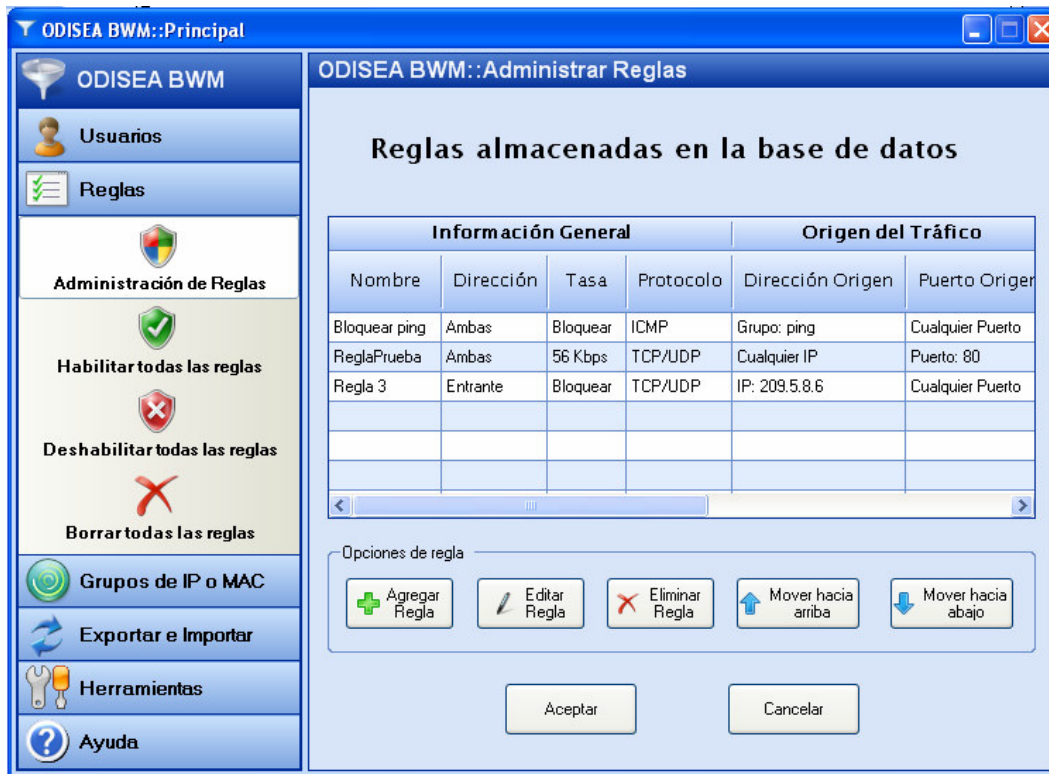 ODISEA BWM::Principal
ODISEA BWM
Usuarios
Reglas
Administración de Reglas
Habilitar todas las reglas
Deshabilitar todas las reglas
Borrar todas las reglas
Grupos de IP o MAC
Exportar e Importar
Herramientas
Ayuda
ODISEA BWM::Administrar Reglas
Reglas almacenadas en la base de datos
Información General Origen del Tráfico
Nombre Dirección Tasa Protocolo Dirección Origen Puerto Origen
Bloquear ping Ambas Bloquear ICMP Grupo: ping Cualquier Puerto
ReglaPrueba Ambas 56 Kbps TCP/UDP Cualquier IP Puerto: 80
Regla 3 Entrante Bloquear TCP/UDP IP: 209.5.8.6 Cualquier Puerto
Opciones de regla
Agregar Regla
Editar Regla
Eliminar Regla
Mover hacia arriba
Mover hacia abajo
Aceptar Cancelar